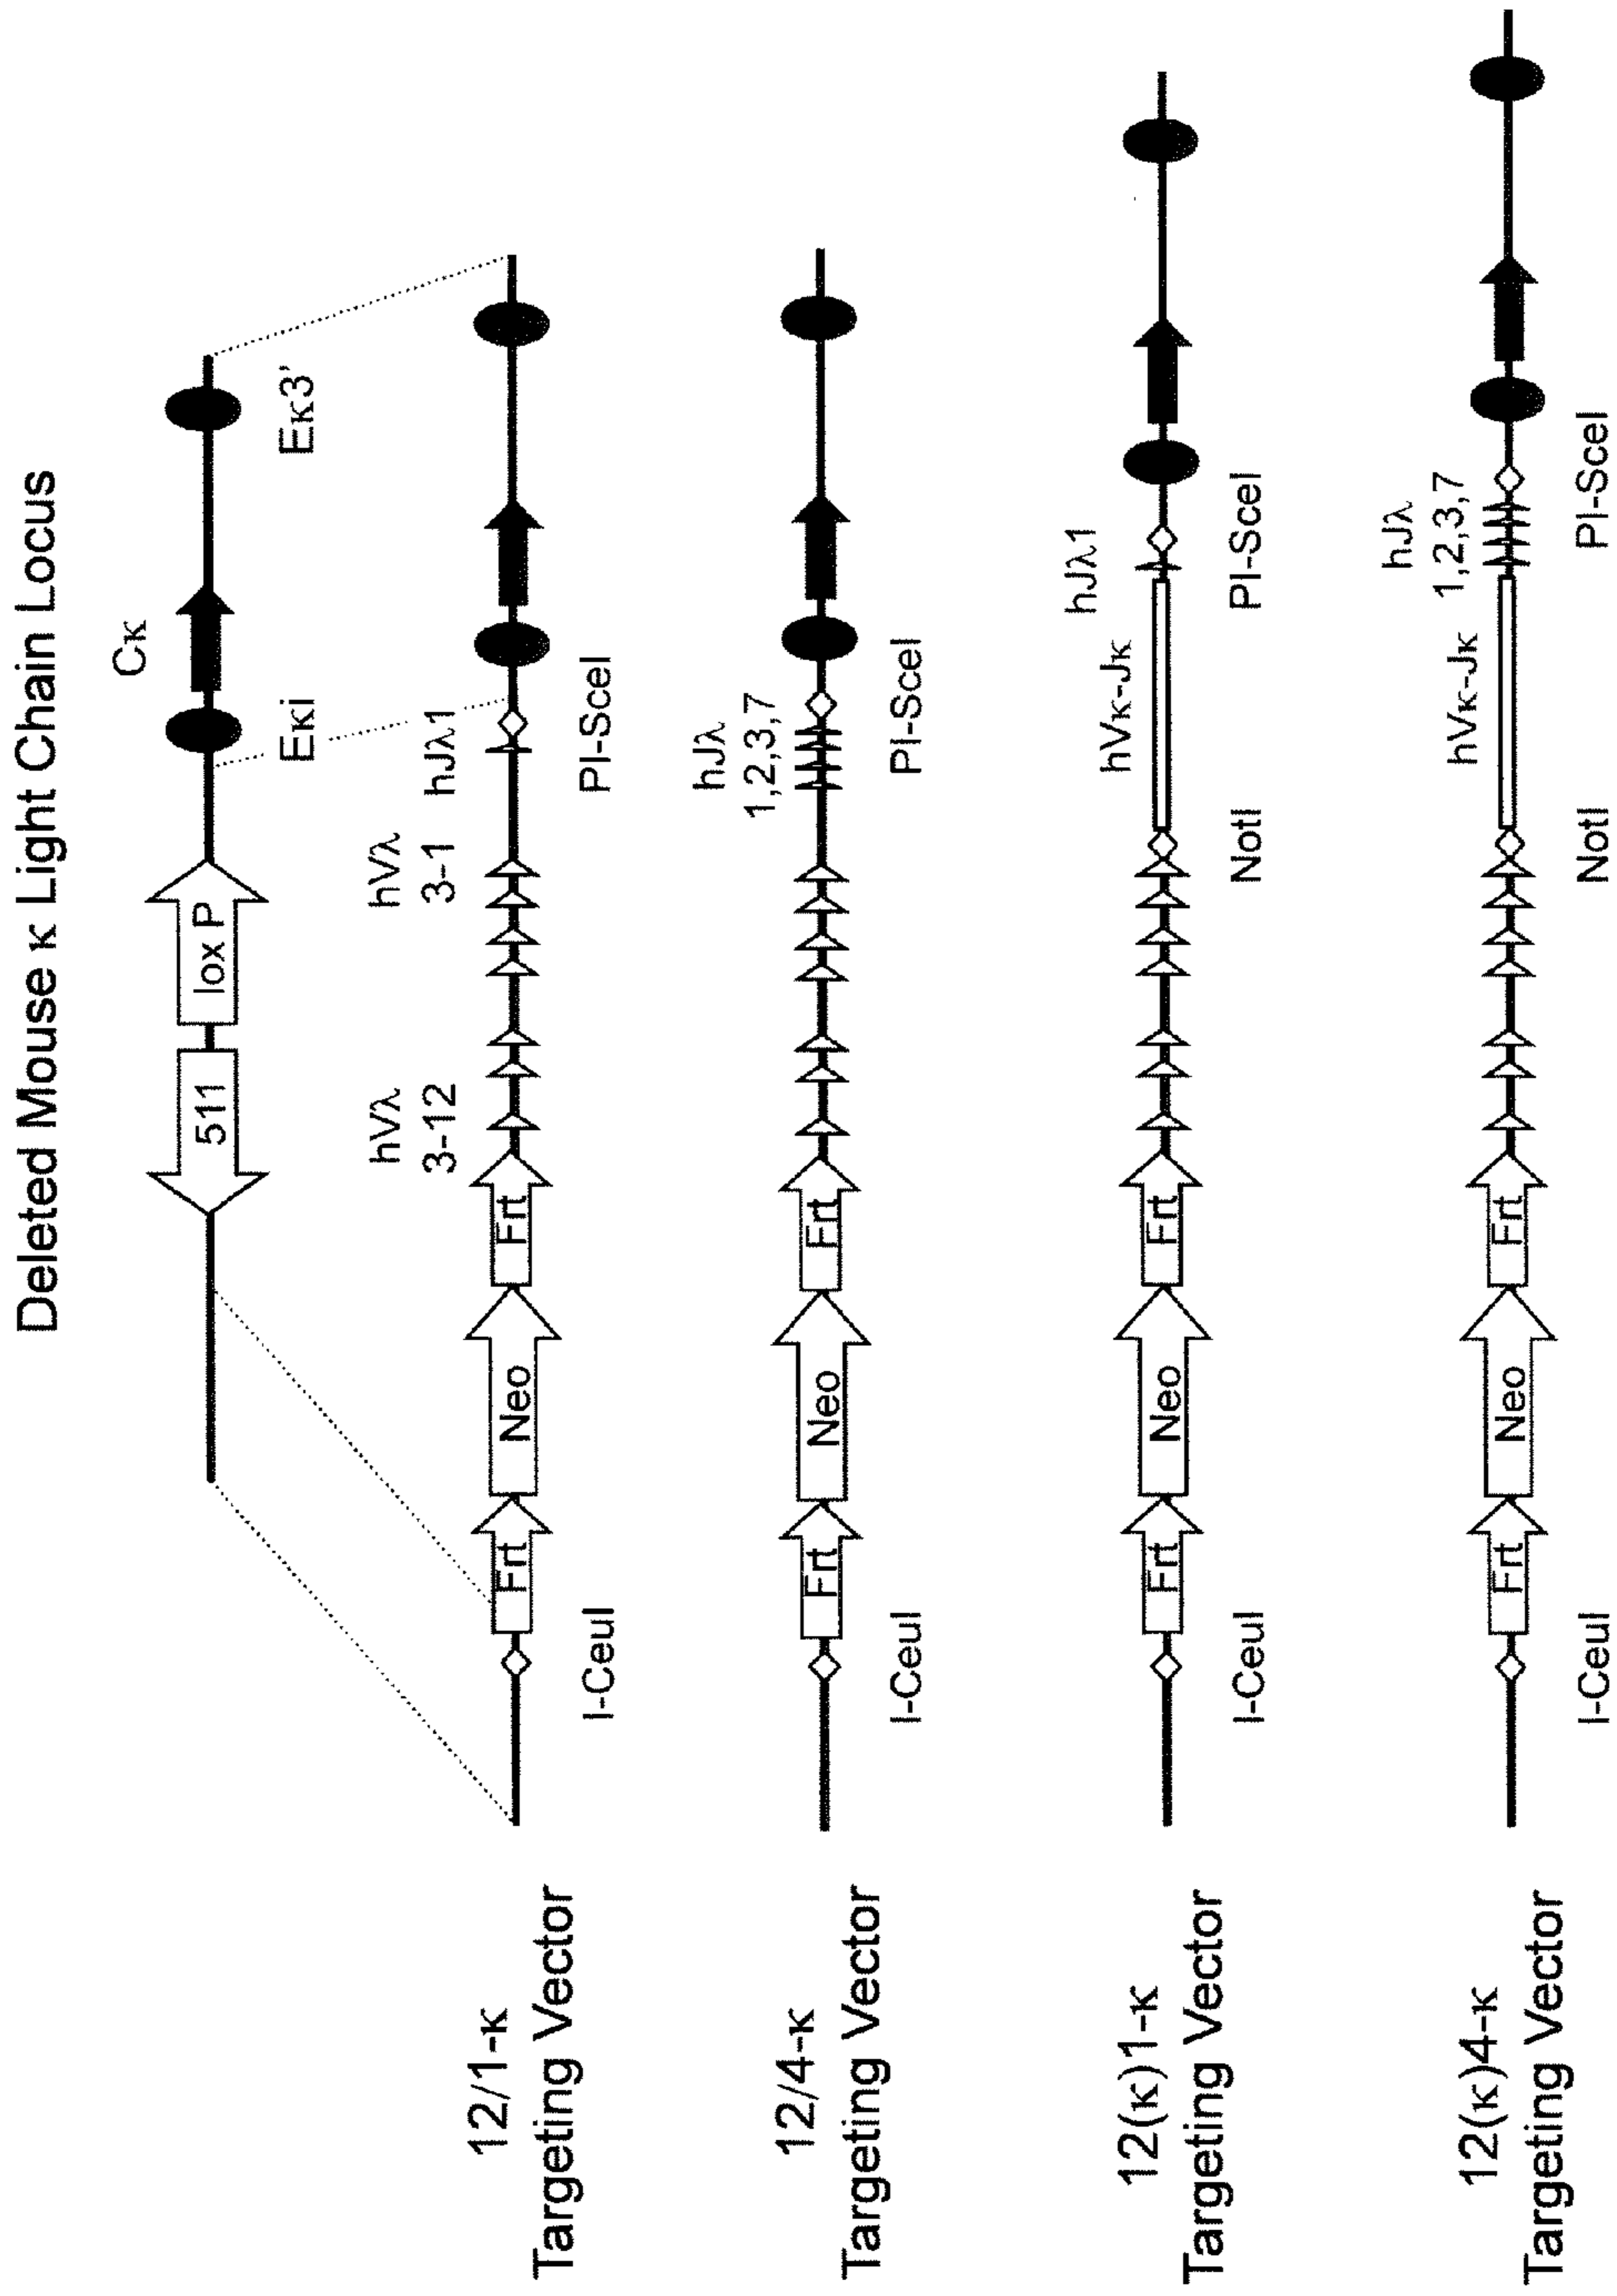 Deleted Mouse κ Light Chain Locus
511
lox P
Cκ
Eκi
Eκ3'
12/1-κ
Targeting Vector
hVλ
3-12
hVλ
3-1
hJλ1
Frt
Neo
Frt
I-CeuI
PI-SceI
12/4-κ
Targeting Vector
hJλ
1,2,3,7
Frt
Neo
Frt
I-CeuI
PI-SceI
12(κ)1-κ
Targeting Vector
hVκ-Jκ
hJλ1
Frt
Neo
Frt
I-CeuI
NotI
PI-SceI
12(κ)4-κ
Targeting Vector
hVκ-Jκ
hJλ
1,2,3,7
Frt
Neo
Frt
I-CeuI
NotI
PI-SceI